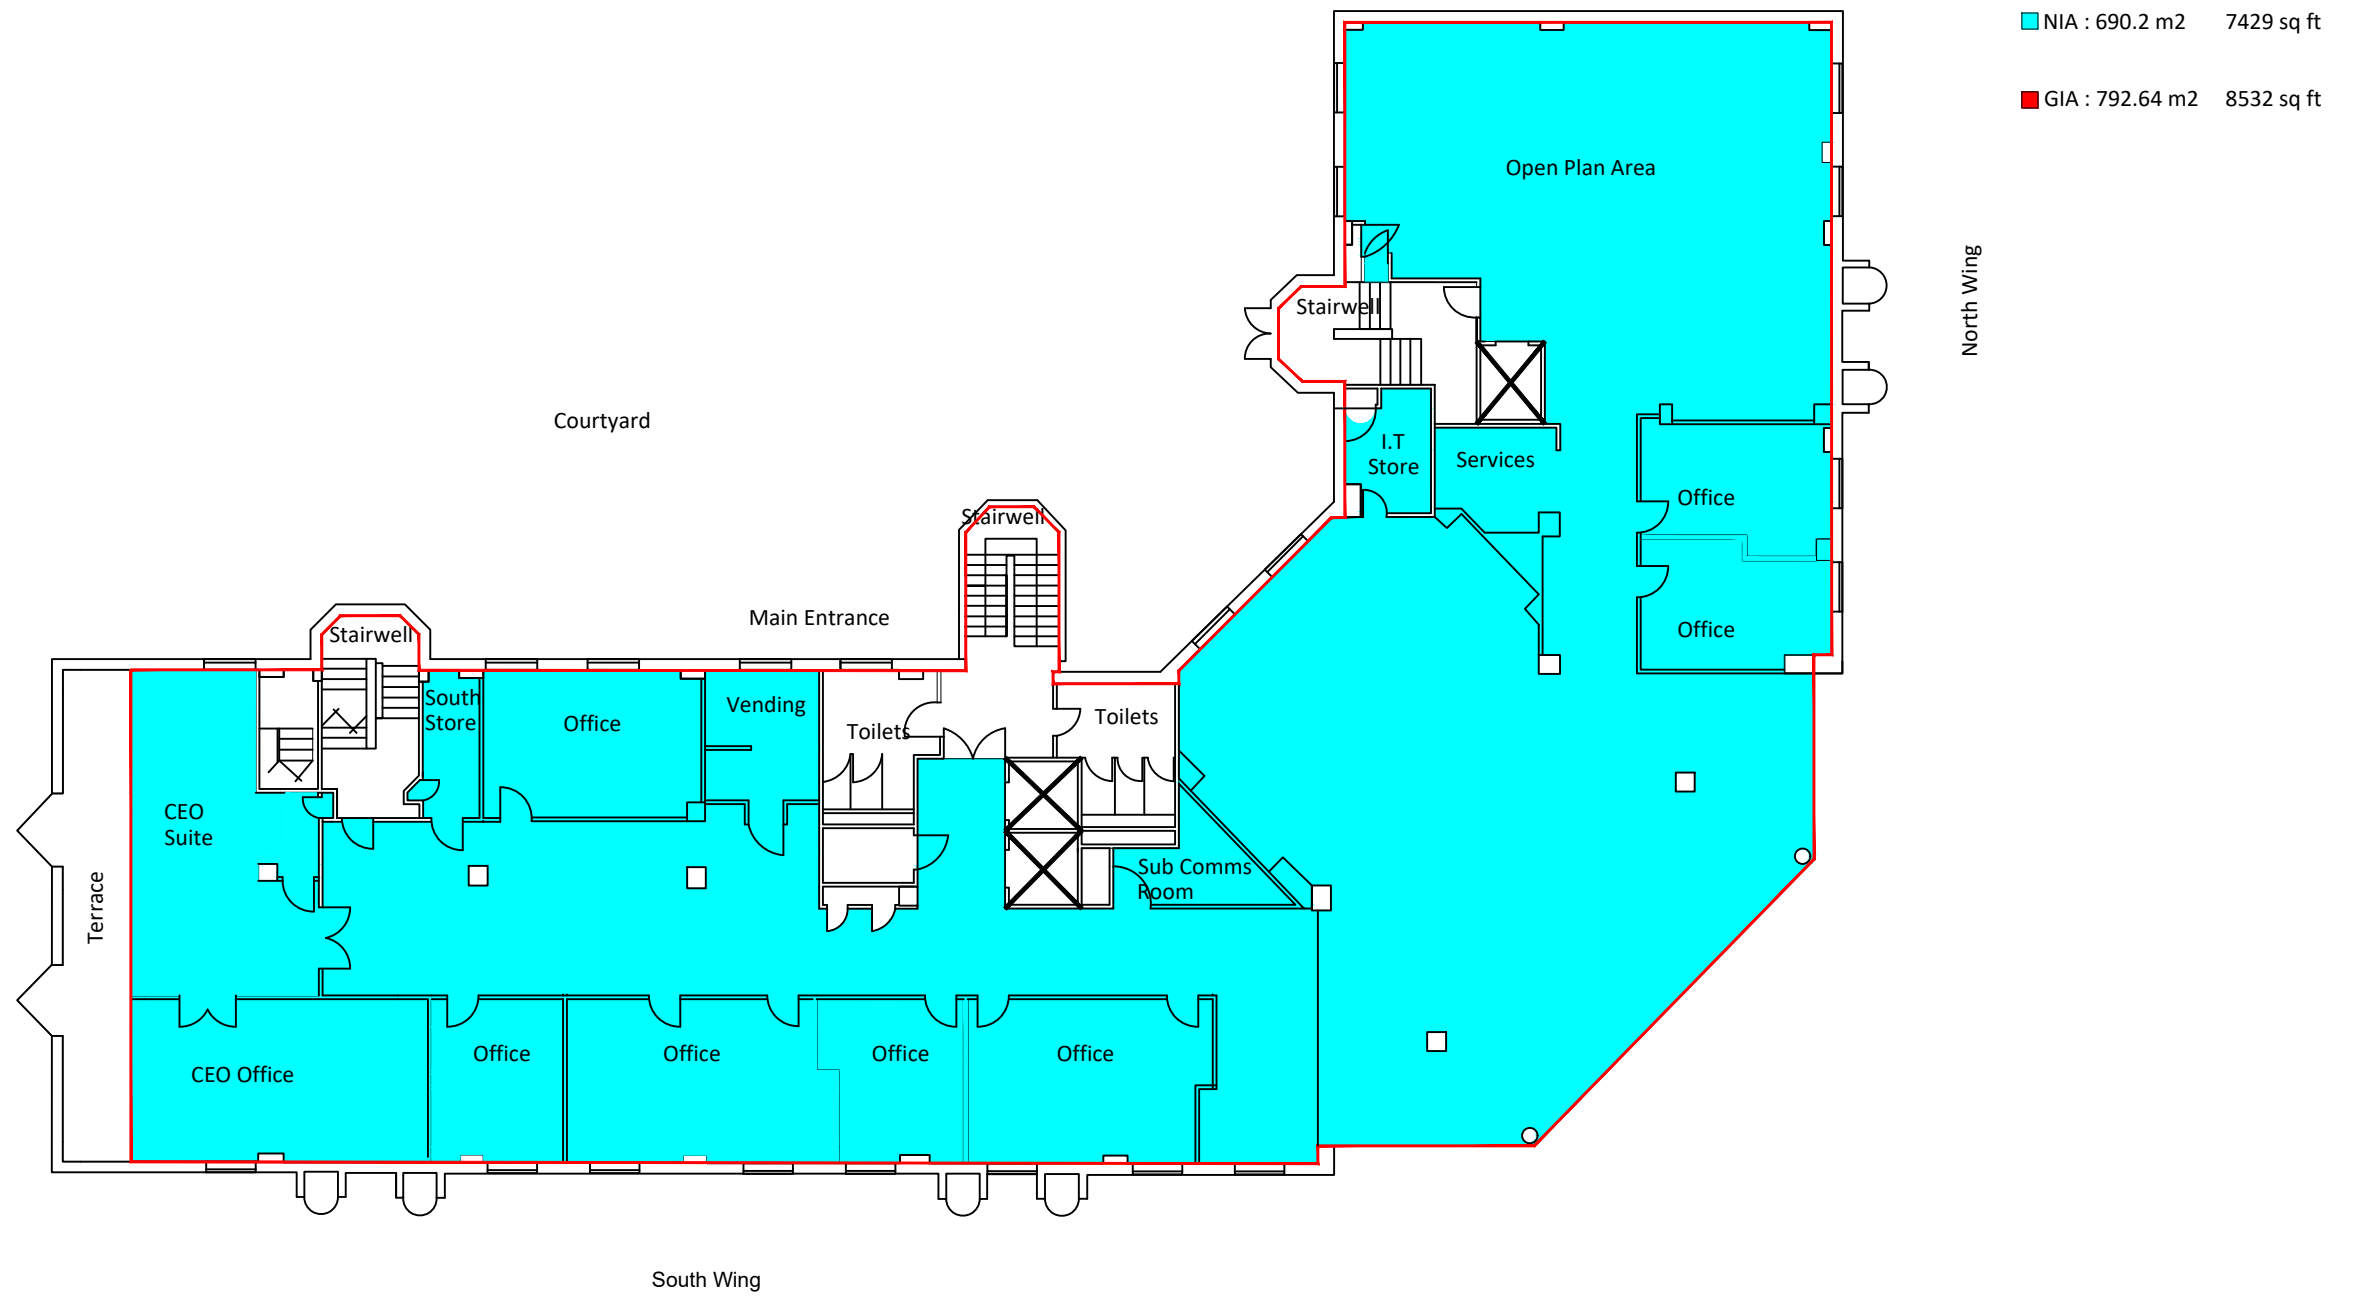 NIA : 690.2 m2 7429 sq ft
GIA : 792.64 m2 8532 sq ft
Open Plan Area
North Wing
Stairwell
Courtyard
I.T
Store
Services
Office
Stairwell
Main Entrance
Office
Stairwell
South
Store
Office
Vending
Toilets
Toilets
CEO
Suite
Sub Comms
Room
Terrace
CEO Office
Office
Office
Office
Office
South Wing